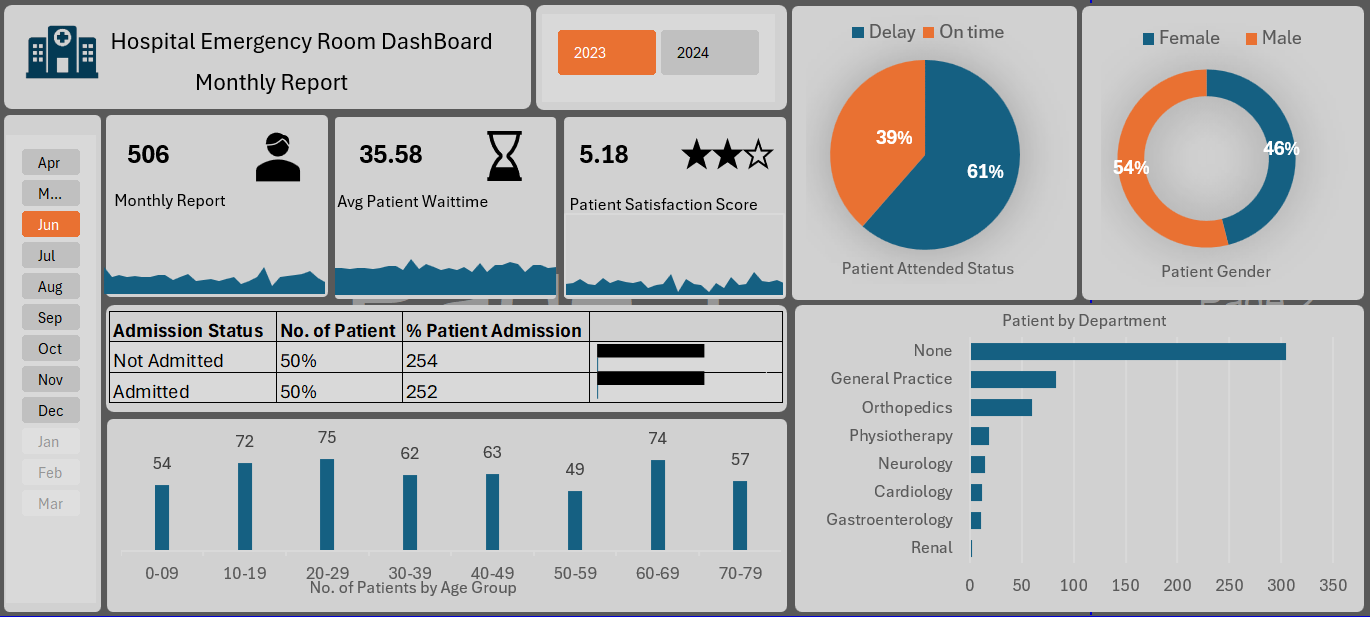 Hospital Emergency Room DashBoard
Monthly Report
2023
2024
Delay
On time
39%
61%
Patient Attended Status
Female
Male
46%
54%
Patient Gender
Apr
M...
Jun
Jul
Aug
Sep
Oct
Nov
Dec
Jan
Feb
Mar
506
Monthly Report
35.58
Avg Patient Waittime
5.18
Patient Satisfaction Score
Admission Status No. of Patient % Patient Admission
Not Admitted 50% 254
Admitted 50% 252
54 72 75 62 63 49 74 57
0-09 10-19 20-29 30-39 40-49 50-59 60-69 70-79
No. of Patients by Age Group
Patient by Department
None
General Practice
Orthopedics
Physiotherapy
Neurology
Cardiology
Gastroenterology
Renal
0 50 100 150 200 250 300 350